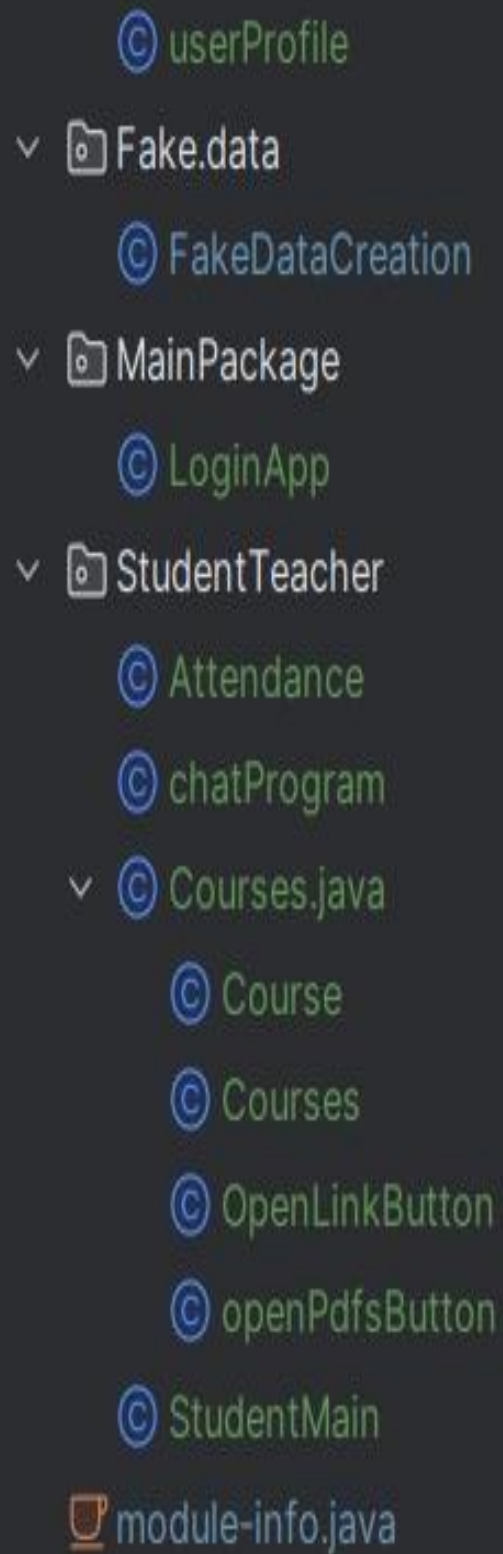 userProfile
Fake.data
FakeDataCreation
MainPackage
LoginApp
StudentTeacher
Attendance
chatProgram
Courses.java
Course
Courses
OpenLinkButton
openPdfsButton
StudentMain
module-info.java